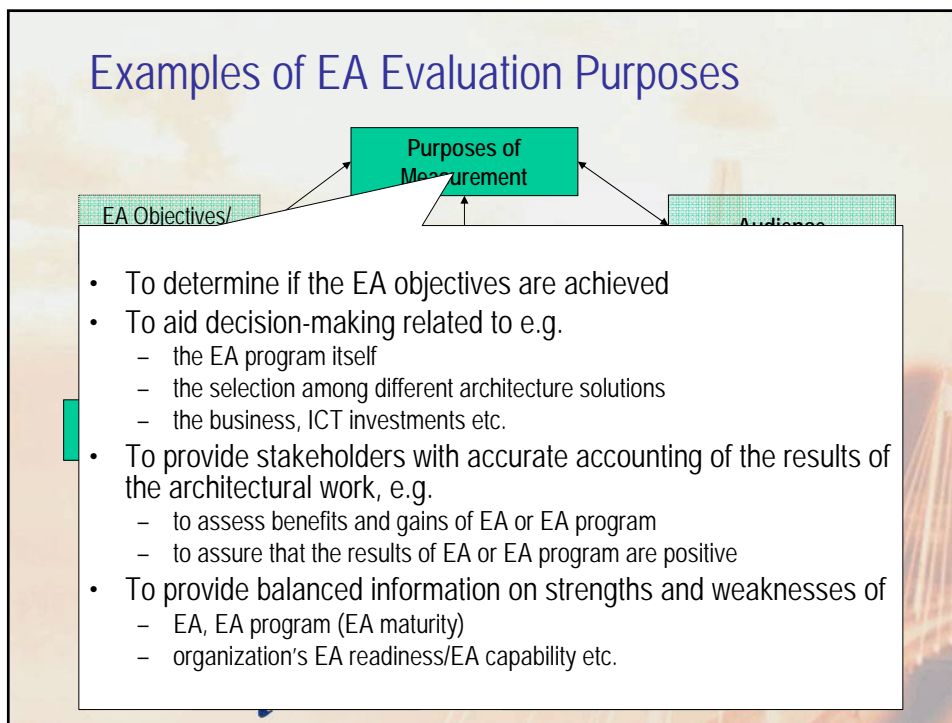 Examples of EA Evaluation Purposes
Purposes of
Measurement
EA Objectives/
Audience
• To determine if the EA objectives are achieved
• To aid decision-making related to e.g.
– the EA program itself
– the selection among different architecture solutions
– the business, ICT investments etc.
• To provide stakeholders with accurate accounting of the results of
the architectural work, e.g.
– to assess benefits and gains of EA or EA program
– to assure that the results of EA or EA program are positive
• To provide balanced information on strengths and weaknesses of
– EA, EA program (EA maturity)
– organization's EA readiness/EA capability etc.